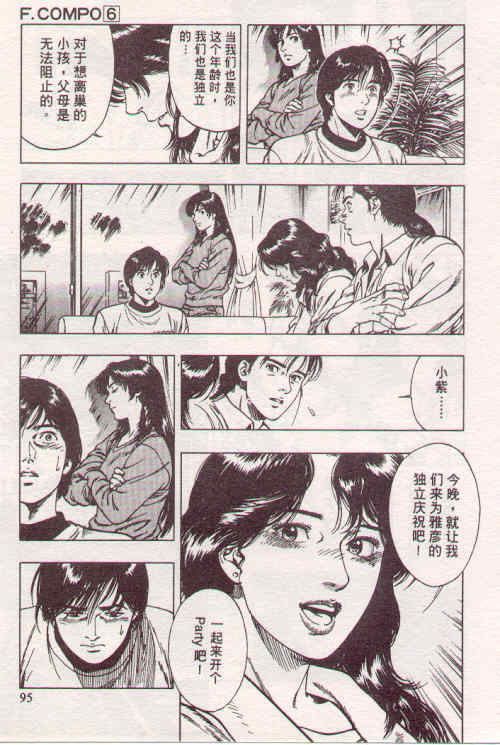 F.COMPO 6
当我们也是你
这个年龄时，
我们也是独立
的…
对于想离巢的
小孩，父母是
无法阻止的。
小紫……
今晚，就让我
们来为雅彦的
独立庆祝吧！
一起来开个
Party吧！
95